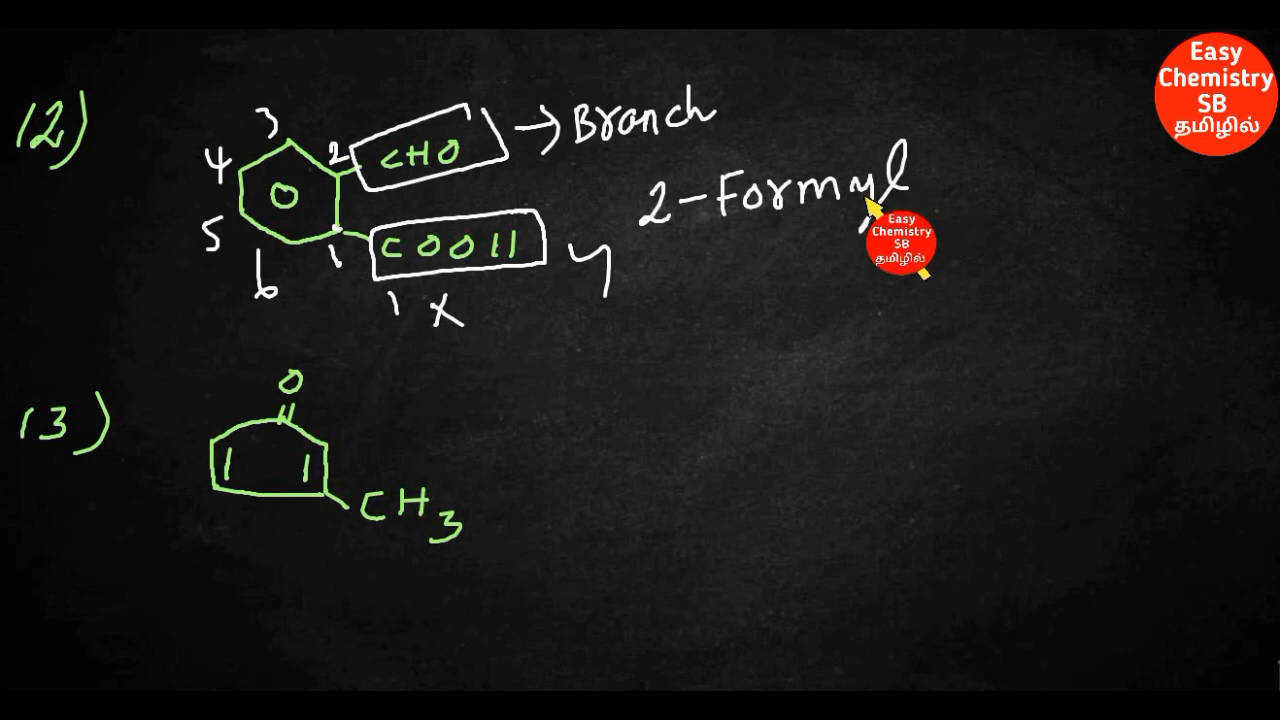 Easy
Chemistry
SB
தமிழில்
12)
3
4
2
CHO → Branch
2-Formyl
5
6
1
COOH
1 x
Easy
Chemistry
SB
தமிழில்
13)
O
CH3